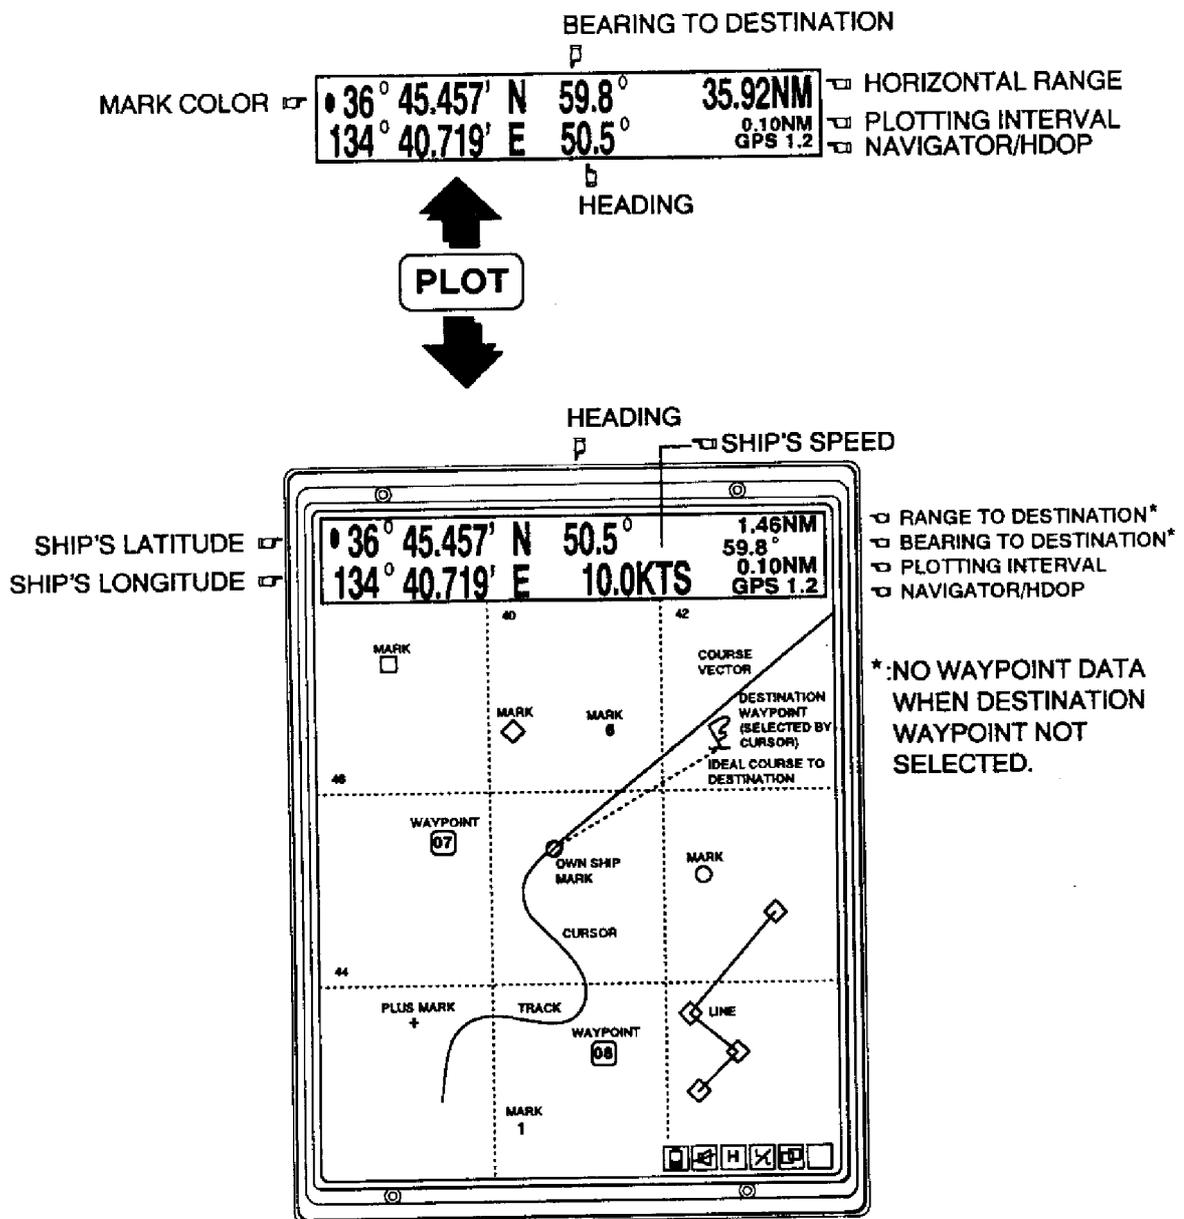 BEARING TO DESTINATION
MARK COLOR
36° 45.457' N 59.8° 35.92NM
HORIZONTAL RANGE
0.10NM
PLOTTING INTERVAL
134° 40.719' E 50.5° GPS 1.2
NAVIGATOR/HDOP
HEADING
PLOT
HEADING
SHIP'S SPEED
SHIP'S LATITUDE
36° 45.457' N 50.5° 1.46NM
RANGE TO DESTINATION*
59.8°
BEARING TO DESTINATION*
SHIP'S LONGITUDE
134° 40.719' E 10.0KTS 0.10NM
PLOTTING INTERVAL
GPS 1.2
NAVIGATOR/HDOP
40
42
MARK
COURSE
VECTOR
*:NO WAYPOINT DATA
WHEN DESTINATION
WAYPOINT NOT
SELECTED.
MARK
MARK
6
DESTINATION
WAYPOINT
(SELECTED BY
CURSOR)
IDEAL COURSE TO
DESTINATION
46
WAYPOINT
07
OWN SHIP
MARK
MARK
CURSOR
44
PLUS MARK
TRACK
LINE
WAYPOINT
08
MARK
1
H